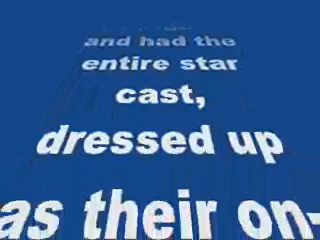 and had the
entire star
cast,
dressed up
as their on-